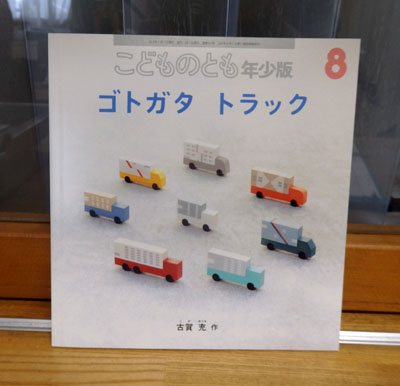 こどものとも 年少版 8
ゴトガタ トラック
古賀 充 作